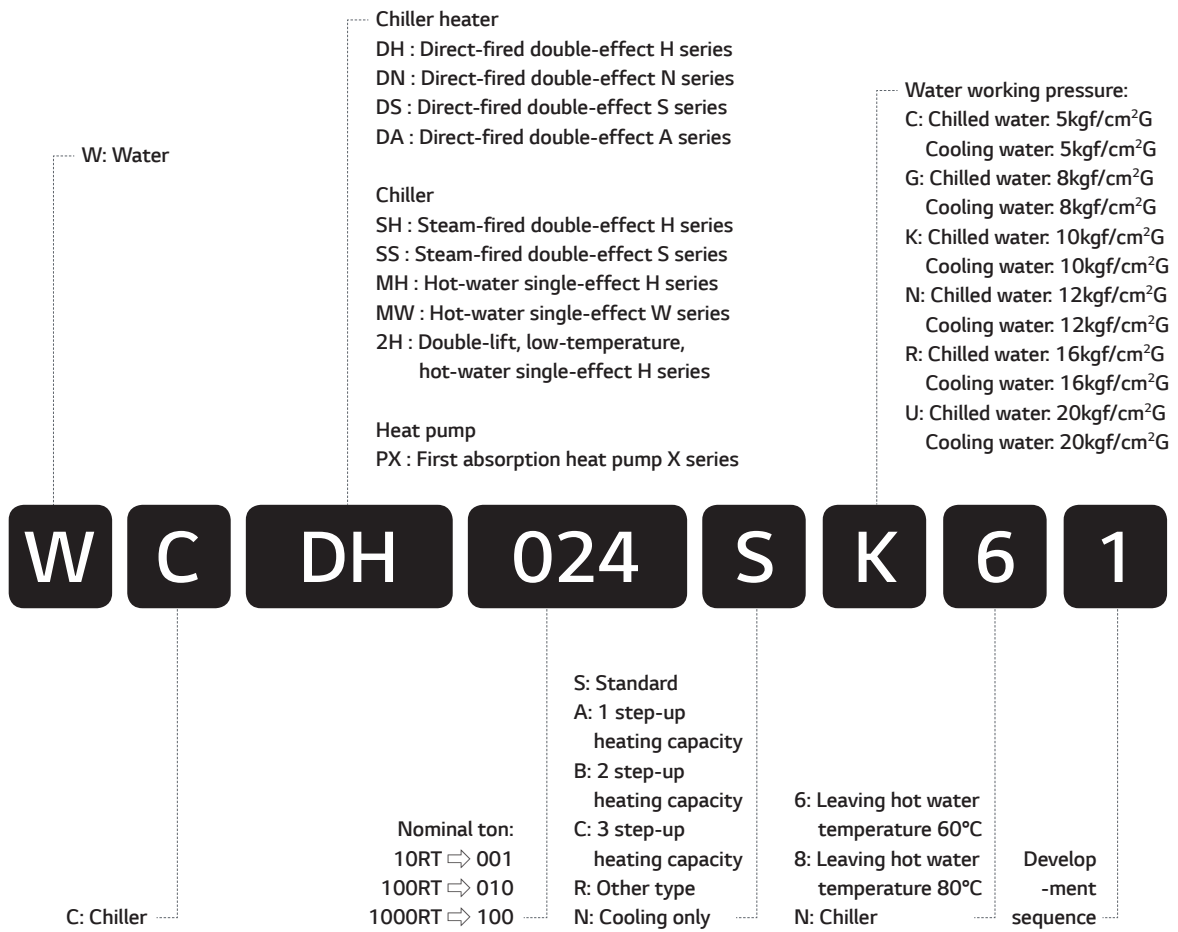 W: Water
Chiller heater
DH : Direct-fired double-effect H series
DN : Direct-fired double-effect N series
DS : Direct-fired double-effect S series
DA : Direct-fired double-effect A series
Chiller
SH : Steam-fired double-effect H series
SS : Steam-fired double-effect S series
MH : Hot-water single-effect H series
MW : Hot-water single-effect W series
2H : Double-lift, low-temperature,
hot-water single-effect H series
Heat pump
PX : First absorption heat pump X series
Water working pressure:
C: Chilled water: 5kgf/cm²G
Cooling water: 5kgf/cm²G
G: Chilled water: 8kgf/cm²G
Cooling water: 8kgf/cm²G
K: Chilled water: 10kgf/cm²G
Cooling water: 10kgf/cm²G
N: Chilled water: 12kgf/cm²G
Cooling water: 12kgf/cm²G
R: Chilled water: 16kgf/cm²G
Cooling water: 16kgf/cm²G
U: Chilled water: 20kgf/cm²G
Cooling water: 20kgf/cm²G
W C DH 024 S K 6 1
C: Chiller
Nominal ton:
10RT ⇨ 001
100RT ⇨ 010
1000RT ⇨ 100
S: Standard
A: 1 step-up
heating capacity
B: 2 step-up
heating capacity
C: 3 step-up
heating capacity
R: Other type
N: Cooling only
6: Leaving hot water
temperature 60°C
8: Leaving hot water
temperature 80°C
N: Chiller
Develop
-ment
sequence